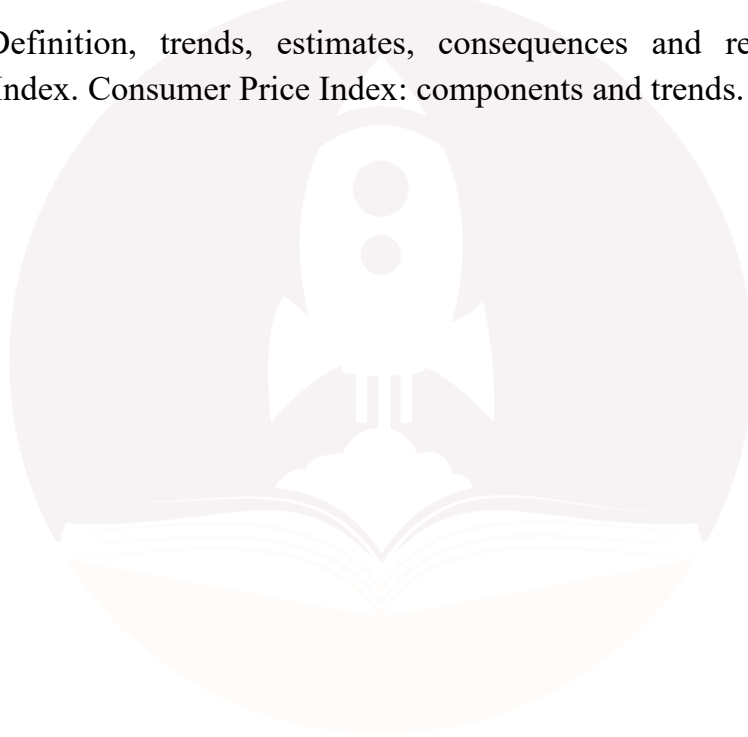 Definition, trends, estimates, consequences and re
Index. Consumer Price Index: components and trends.